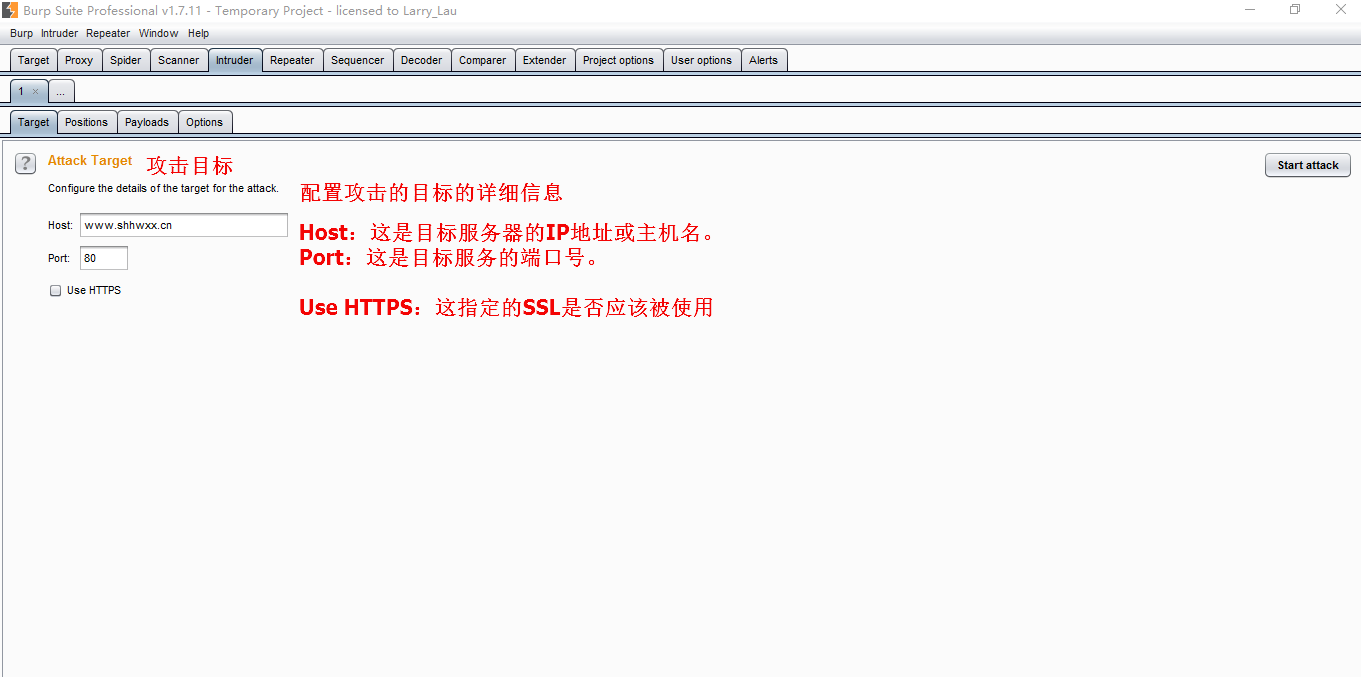 Burp Suite Professional v1.7.11 - Temporary Project - licensed to Larry_Lau
Burp Intruder Repeater Window Help
Target Proxy Spider Scanner Intruder Repeater Sequencer Decoder Comparer Extender Project options User options Alerts
1 × ...
Target Positions Payloads Options
? Attack Target 攻击目标 Start attack
Configure the details of the target for the attack. 配置攻击的目标的详细信息
Host: www.shhwxx.cn Host：这是目标服务器的IP地址或主机名。
Port: 80 Port：这是目标服务的端口号。
Use HTTPS Use HTTPS：这指定的SSL是否应该被使用